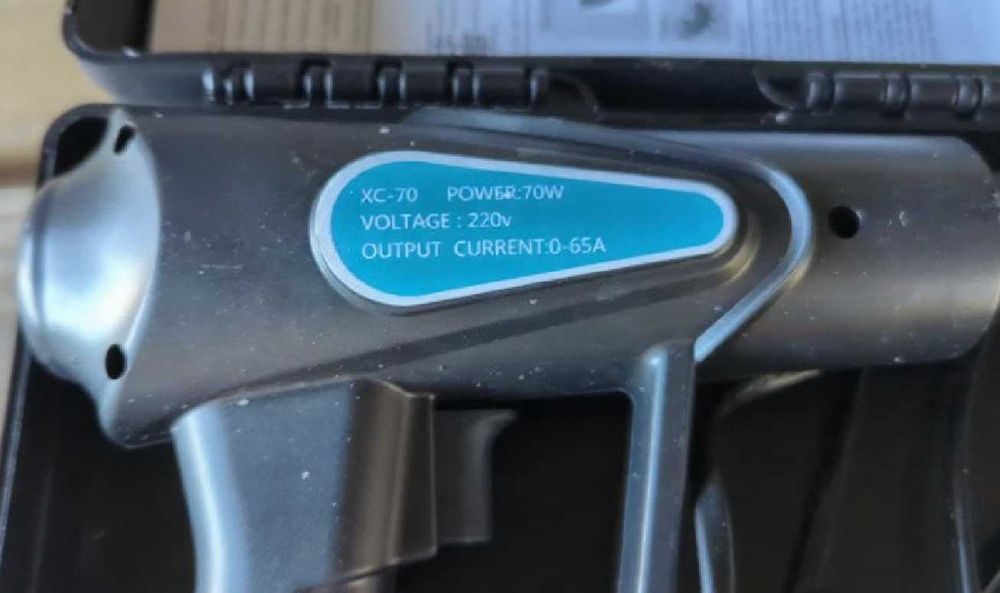 XC-70 POWER:70W
VOLTAGE : 220v
OUTPUT CURRENT:0-65A